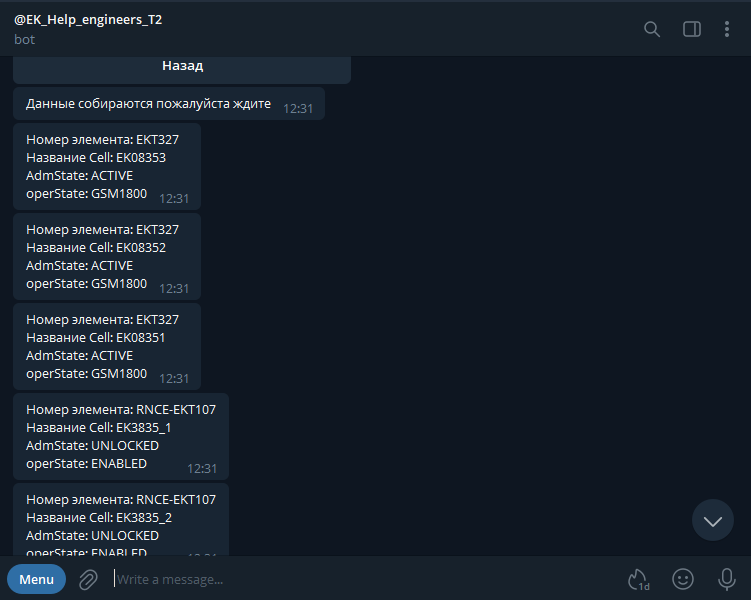 @EK_Help_engineers_T2
bot
Назад
Данные собираются пожалуйста ждите
12:31
Номер элемента: EKT327
Название Cell: EK08353
AdmState: ACTIVE
operState: GSM1800
12:31
Номер элемента: EKT327
Название Cell: EK08352
AdmState: ACTIVE
operState: GSM1800
12:31
Номер элемента: EKT327
Название Cell: EK08351
AdmState: ACTIVE
operState: GSM1800
12:31
Номер элемента: RNCE-EKT107
Название Cell: EK3835_1
AdmState: UNLOCKED
operState: ENABLED
12:31
Номер элемента: RNCE-EKT107
Название Cell: EK3835_2
AdmState: UNLOCKED
operState: ENABLED
12:31
Menu
Write a message...
1d